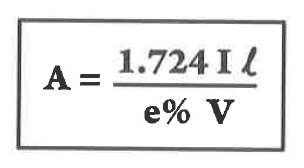 A = 1.724 I ℓ
e% V